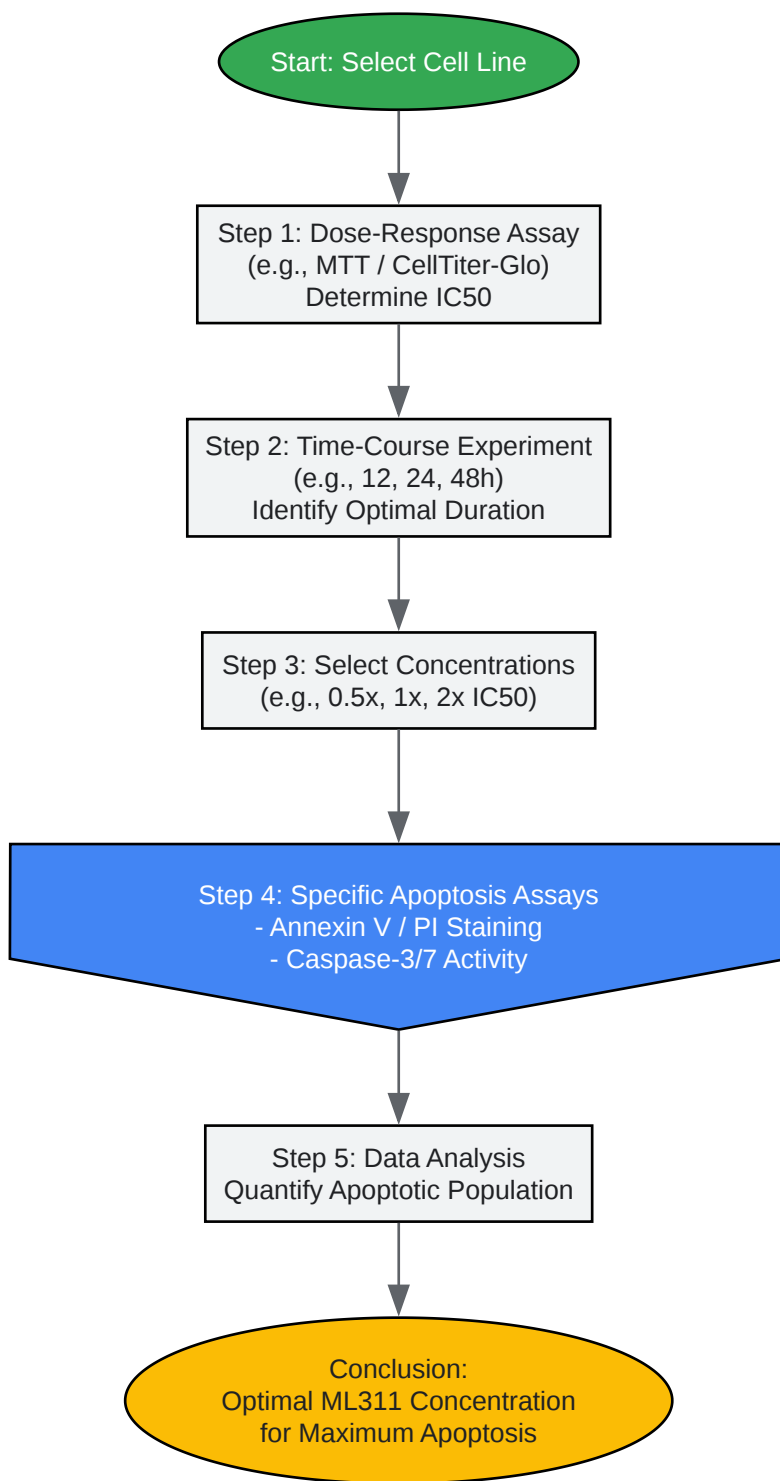 Start: Select Cell Line
Step 1: Dose-Response Assay
(e.g., MTT / CellTiter-Glo)
Determine IC50
Step 2: Time-Course Experiment
(e.g., 12, 24, 48h)
Identify Optimal Duration
Step 3: Select Concentrations
(e.g., 0.5x, 1x, 2x IC50)
Step 4: Specific Apoptosis Assays
- Annexin V / PI Staining
- Caspase-3/7 Activity
Step 5: Data Analysis
Quantify Apoptotic Population
Conclusion:
Optimal ML311 Concentration
for Maximum Apoptosis